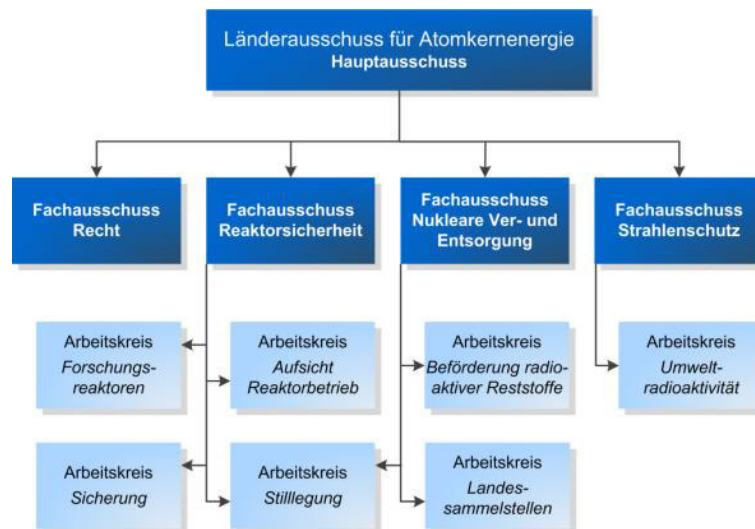 Länderausschuss für Atomkernenergie
Hauptausschuss
Fachausschuss
Recht
Fachausschuss
Reaktorsicherheit
Fachausschuss
Nukleare Ver- und
Entsorgung
Fachausschuss
Strahlenschutz
Arbeitskreis
Forschungs-
reaktoren
Arbeitskreis
Aufsicht
Reaktorbetrieb
Arbeitskreis
Beförderung radio-
aktiver Reststoffe
Arbeitskreis
Umwelt-
radioaktivität
Arbeitskreis
Sicherung
Arbeitskreis
Stilllegung
Arbeitskreis
Landes-
sammelstellen